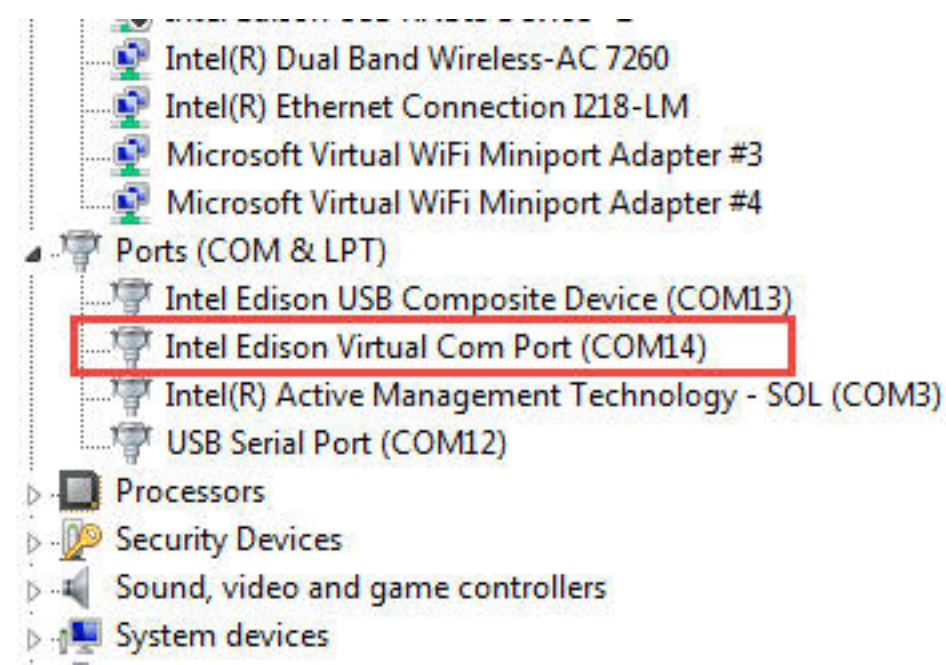 Intel(R) Dual Band Wireless-AC 7260
Intel(R) Ethernet Connection I218-LM
Microsoft Virtual WiFi Miniport Adapter #3
Microsoft Virtual WiFi Miniport Adapter #4
Ports (COM & LPT)
Intel Edison USB Composite Device (COM13)
Intel Edison Virtual Com Port (COM14)
Intel(R) Active Management Technology - SOL (COM3)
USB Serial Port (COM12)
Processors
Security Devices
Sound, video and game controllers
System devices